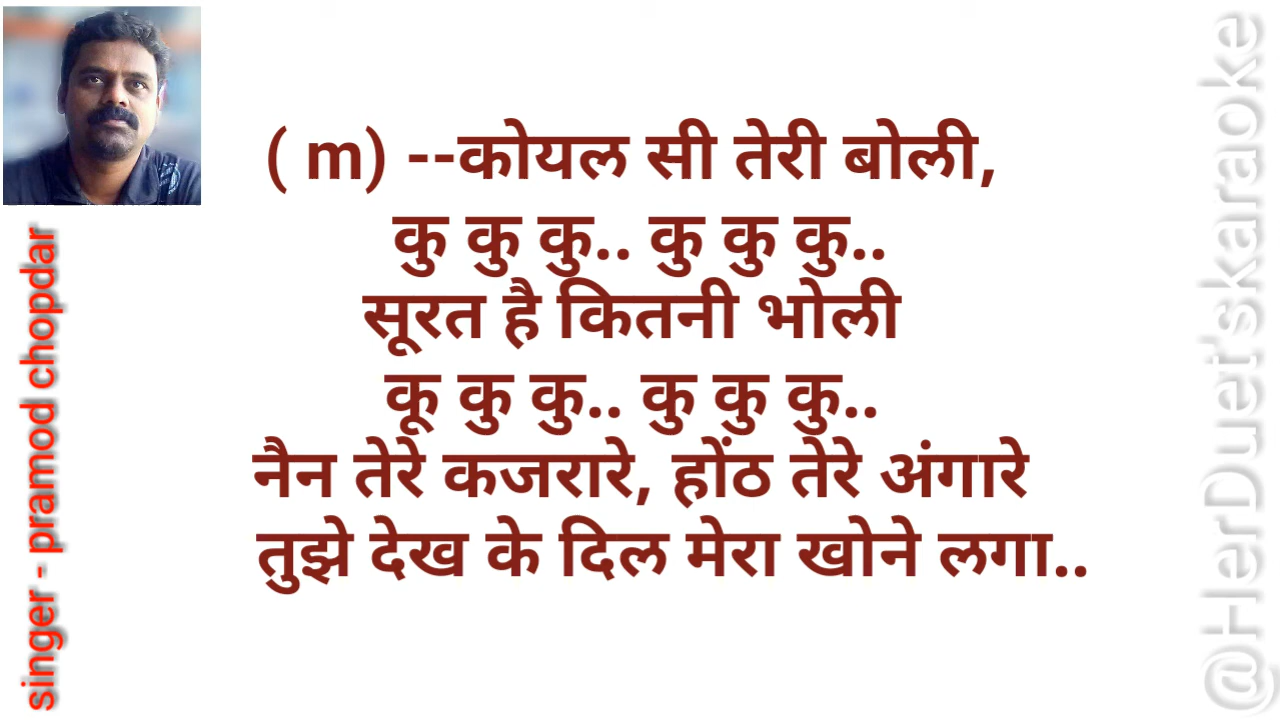 ( m) --कोयल सी तेरी बोली,
कु कु कु.. कु कु कु..
सूरत है कितनी भोली
कू कु कु.. कु कु कु..
नैन तेरे कजरारे, होंठ तेरे अंगारे
तुझे देख के दिल मेरा खोने लगा..
singer - pramod chopdar
@HerDuet'skaraoke